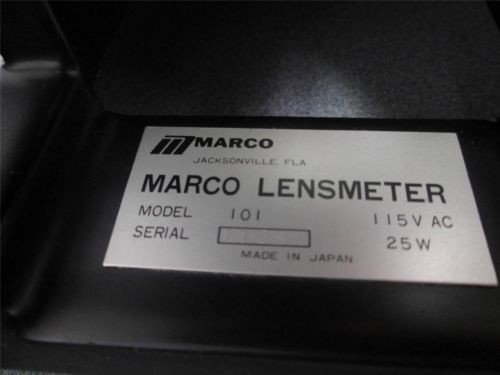 MARCO
JACKSONVILLE, FLA.
MARCO LENSMETER
MODEL 101 115V AC
SERIAL 25W
MADE IN JAPAN